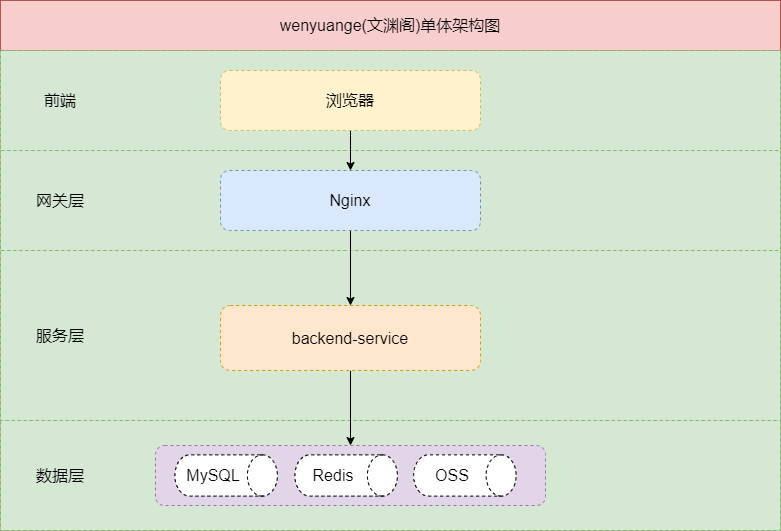 wenyuange(文渊阁)单体架构图
前端
浏览器
网关层
Nginx
服务层
backend-service
数据层
MySQL
Redis
OSS